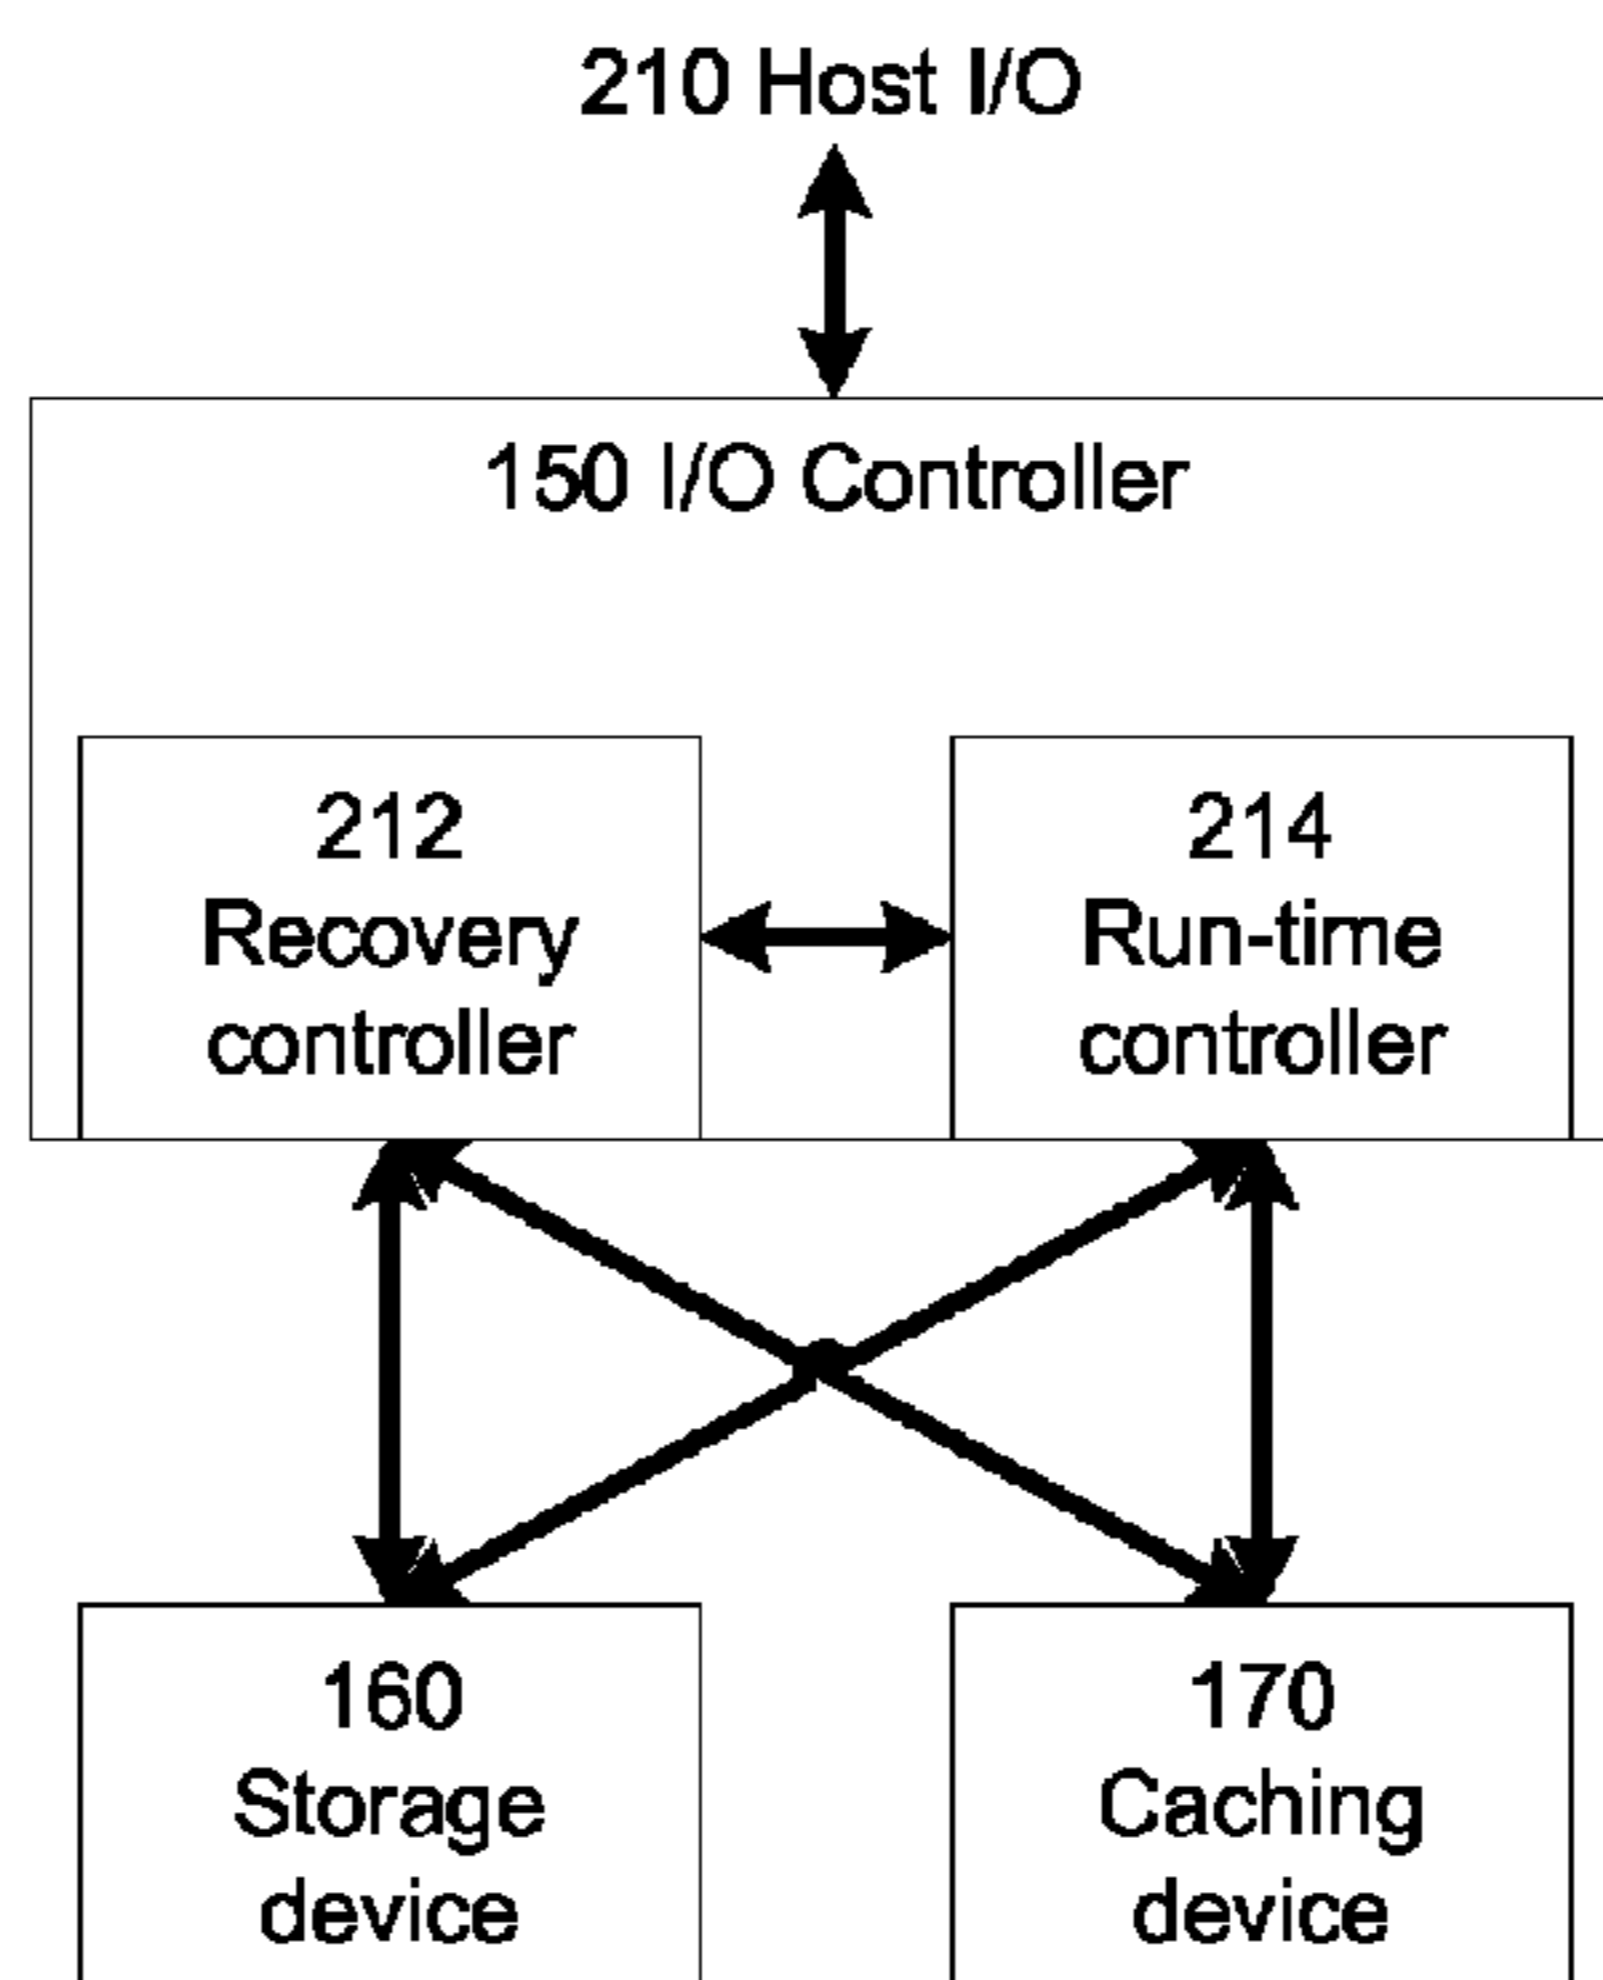 210 Host I/O
150 I/O Controller
212
Recovery
controller
214
Run-time
controller
160
Storage
device
170
Caching
device